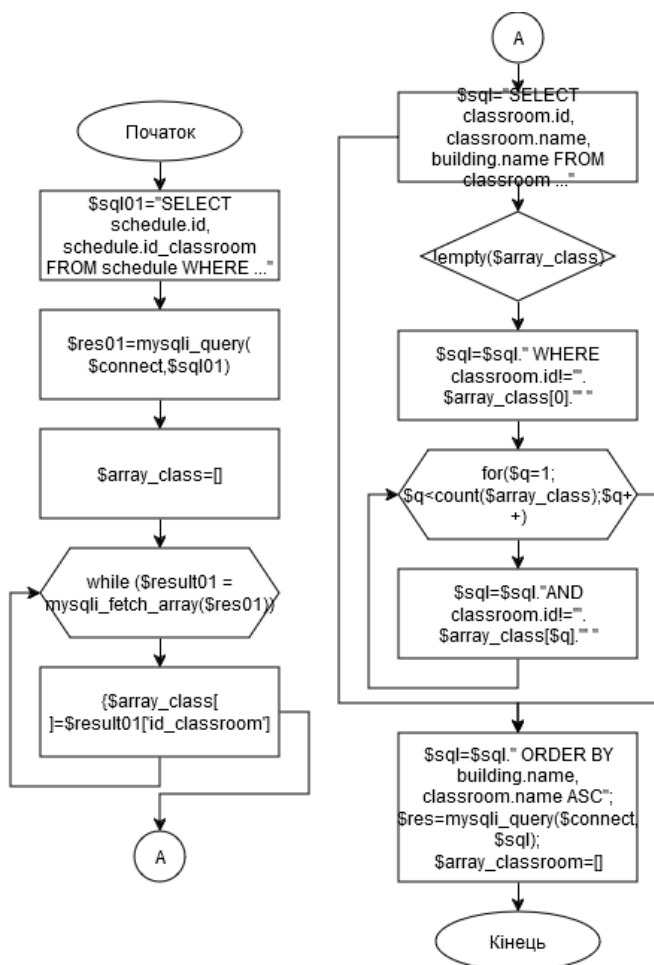 Початок
$sql01="SELECT
schedule.id,
schedule.id_classroom
FROM schedule WHERE ..."
$res01=mysqli_query(
$connect,$sql01)
$array_class=[]
while ($result01 =
mysqli_fetch_array($res01))
{$array_class[
]=$result01['id_classroom']
A
A
$sql="SELECT
classroom.id,
classroom.name,
building.name FROM
classroom ..."
!empty($array_class)
$sql=$sql." WHERE
classroom.id!='".
$array_class[0]."' "
for($q=1;
$q<count($array_class);$q+
+)
$sql=$sql."AND
classroom.id!='".
$array_class[$q]."' "
$sql=$sql." ORDER BY
building.name,
classroom.name ASC";
$res=mysqli_query($connect,
$sql);
$array_classroom=[]
Кінець